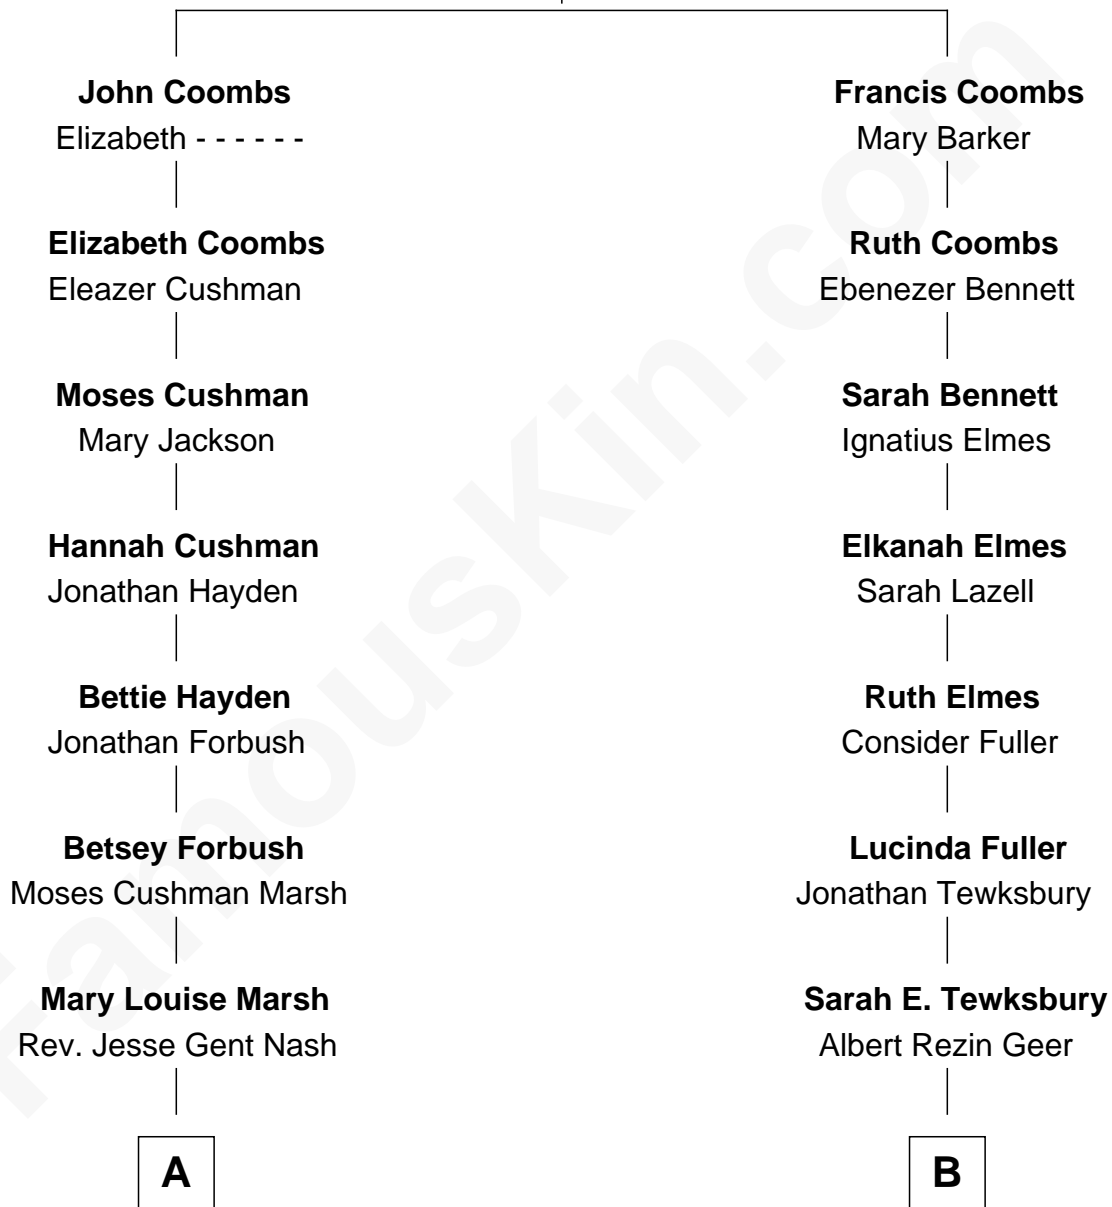 John Coombs
Elizabeth - - - - - -
Elizabeth Coombs
Eleazer Cushman
Moses Cushman
Mary Jackson
Hannah Cushman
Jonathan Hayden
Bettie Hayden
Jonathan Forbush
Betsey Forbush
Moses Cushman Marsh
Mary Louise Marsh
Rev. Jesse Gent Nash
A
Francis Coombs
Mary Barker
Ruth Coombs
Ebenezer Bennett
Sarah Bennett
Ignatius Elmes
Elkanah Elmes
Sarah Lazell
Ruth Elmes
Consider Fuller
Lucinda Fuller
Jonathan Tewksbury
Sarah E. Tewksbury
Albert Rezin Geer
B
FamousKin.com